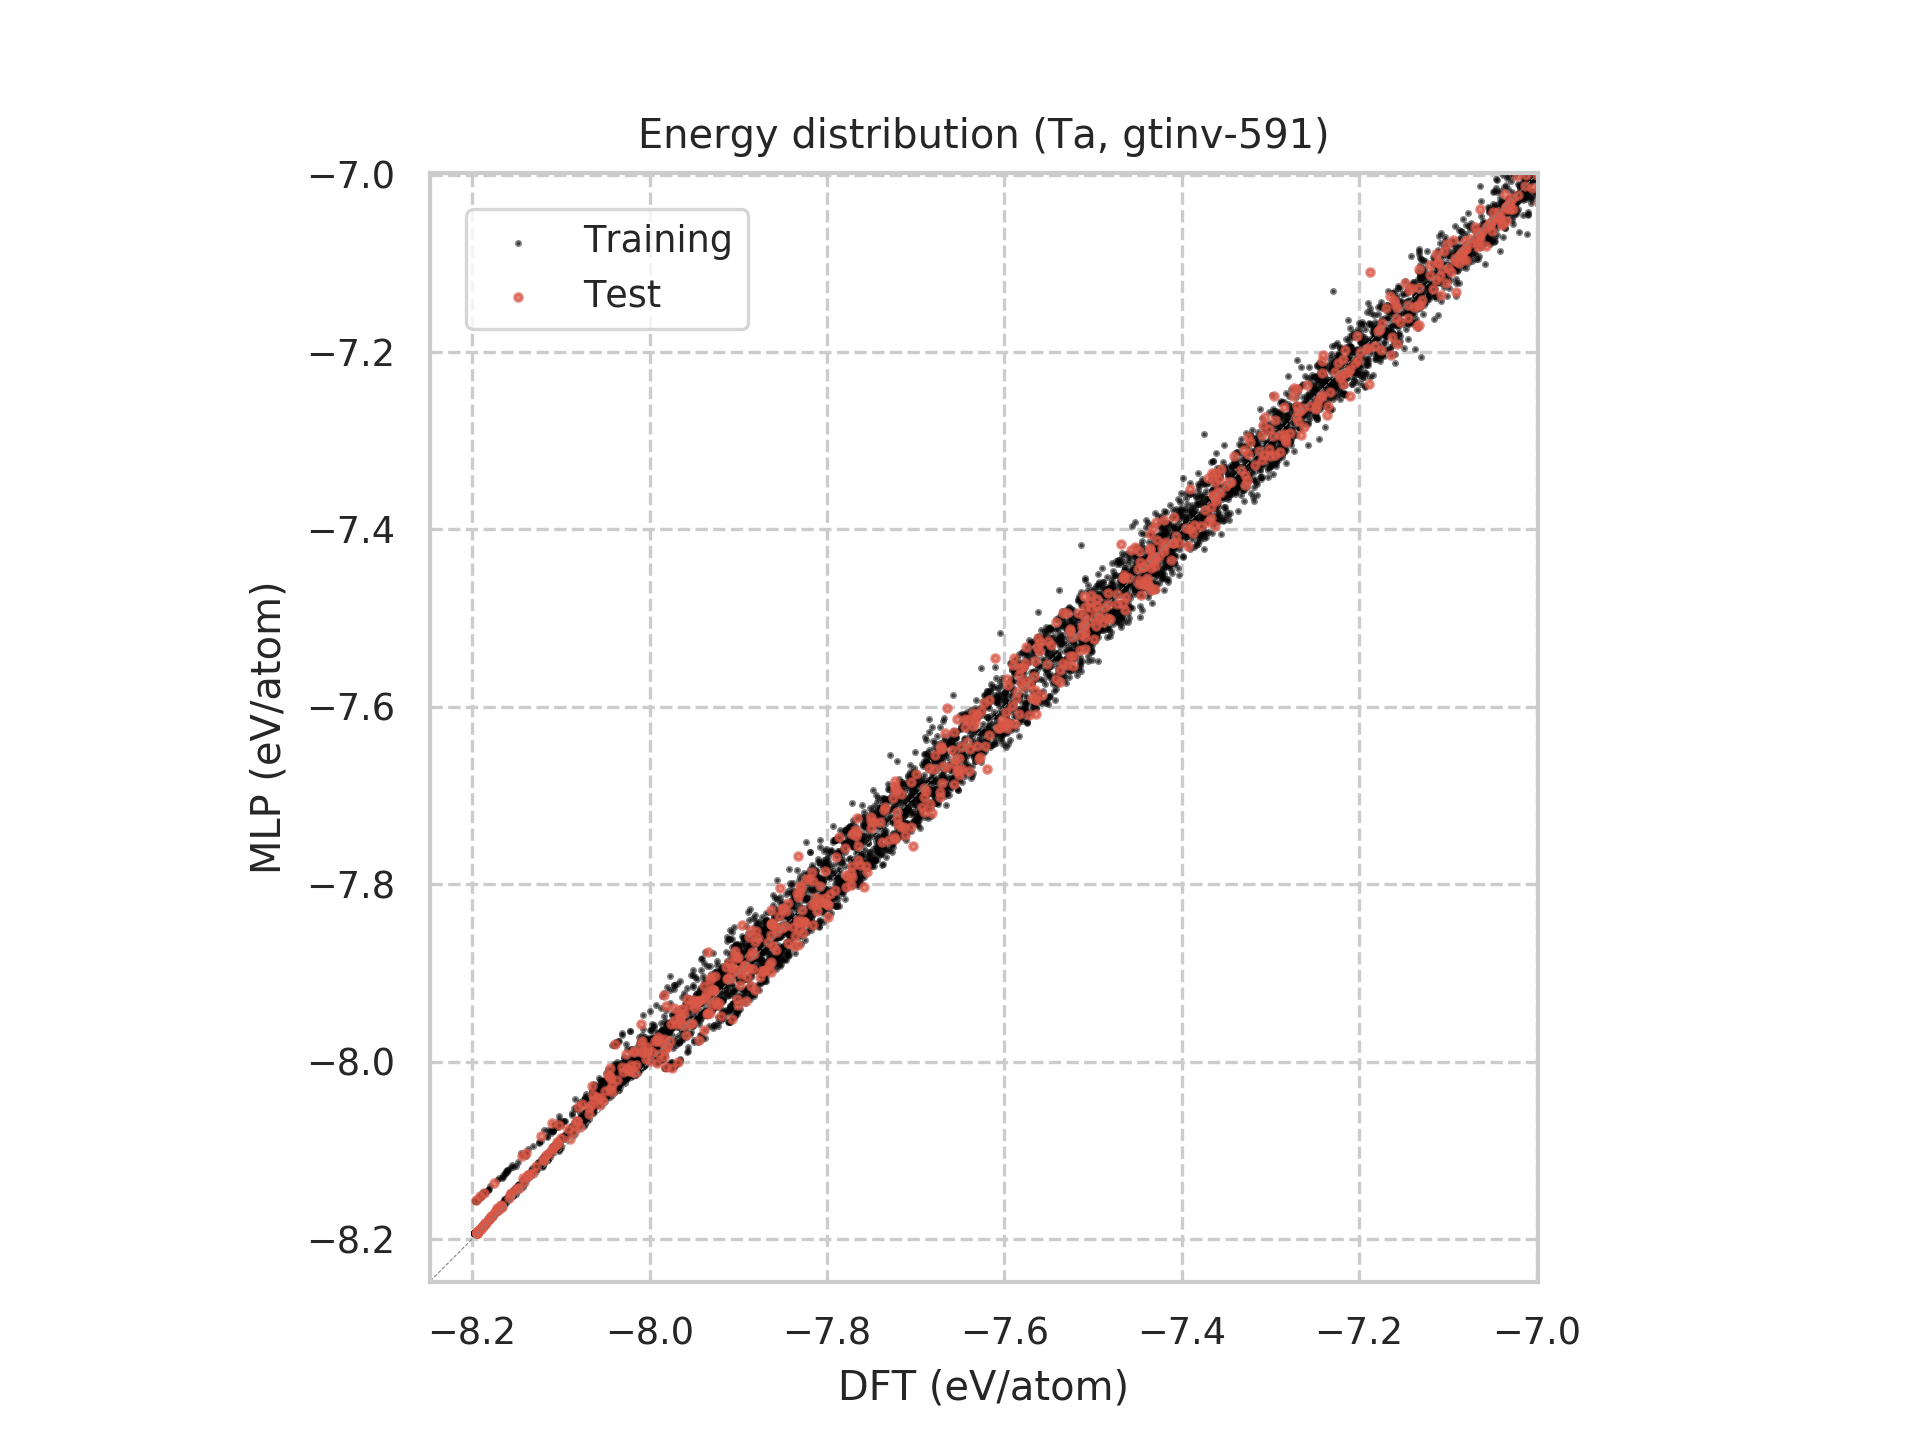 Energy distribution (Ta, gtinv-591)
Training
Test
MLP (eV/atom)
−7.0
−7.2
−7.4
−7.6
−7.8
−8.0
−8.2
−8.2 −8.0 −7.8 −7.6 −7.4 −7.2 −7.0
DFT (eV/atom)